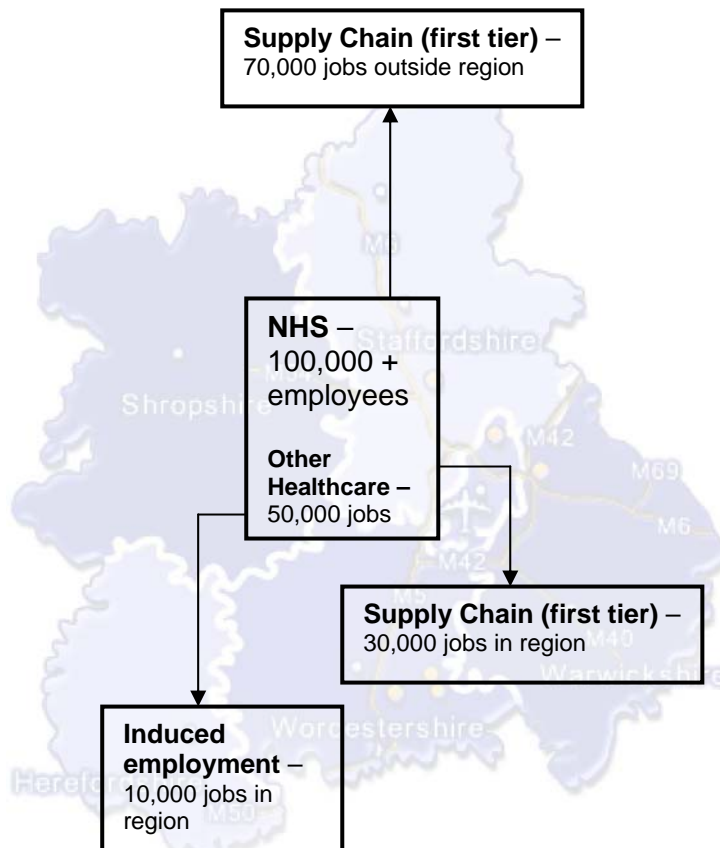 Supply Chain (first tier) –
70,000 jobs outside region
M6
NHS –
100,000 +
employees
Staffordshire
Shropshire
M54
Other
Healthcare –
50,000 jobs
M42
M69
M6
M42
M5
Supply Chain (first tier) –
30,000 jobs in region
M40
Warwickshire
Induced
employment –
10,000 jobs in
region
Worcestershire
Herefordshire
M50